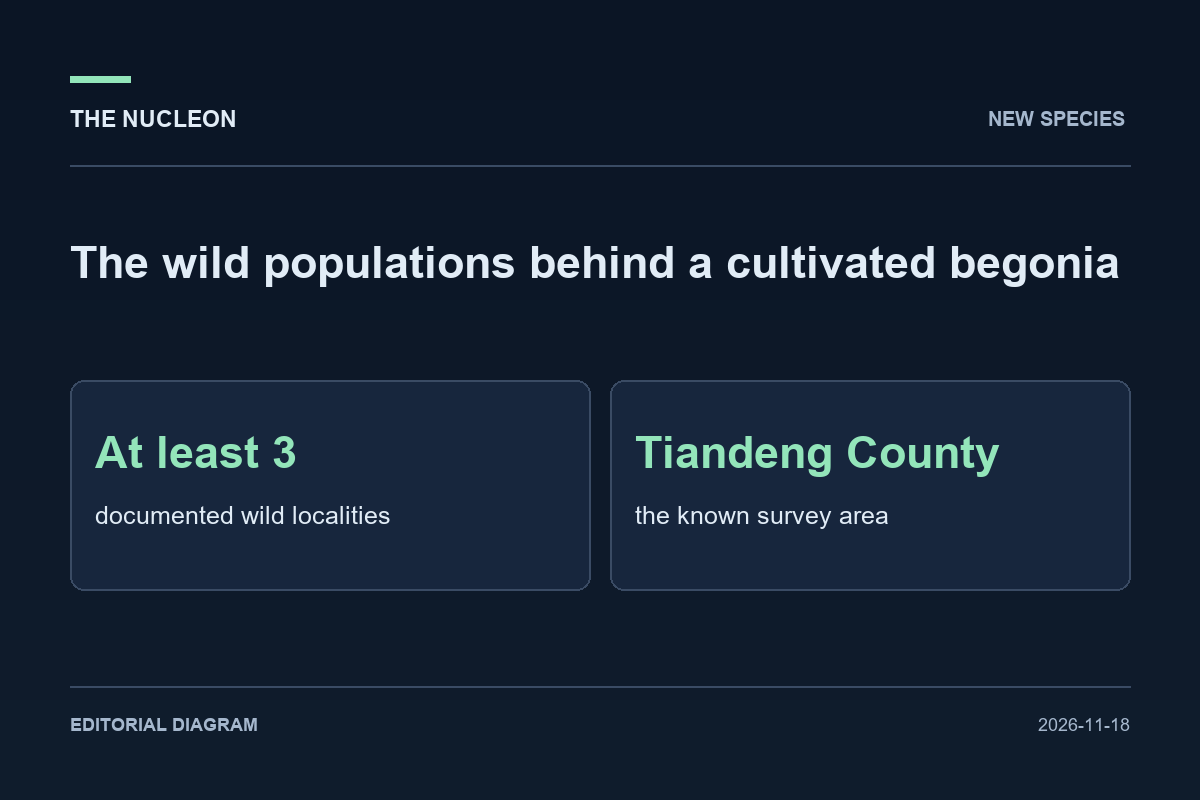 THE NUCLEON
NEW SPECIES
The wild populations behind a cultivated begonia
At least 3
documented wild localities
Tiandeng County
the known survey area
EDITORIAL DIAGRAM
2026-11-18